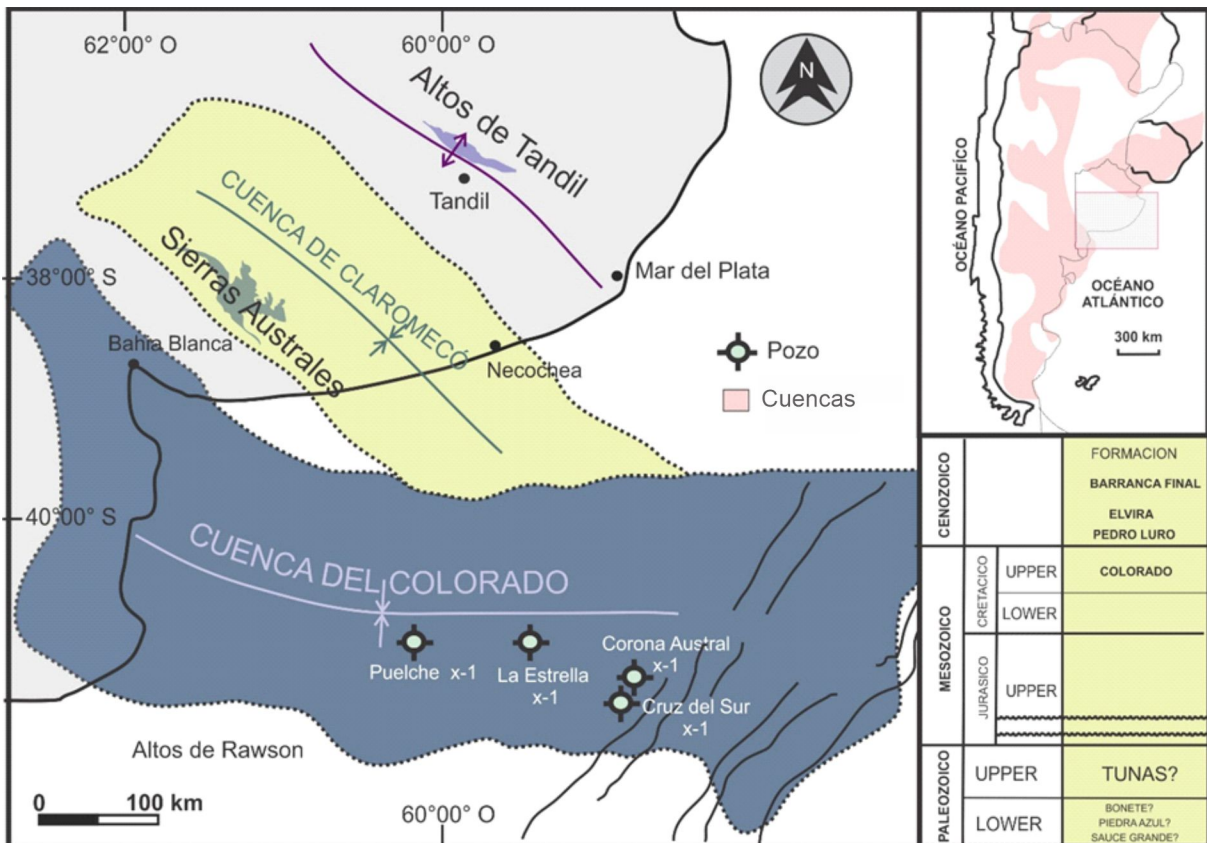 62°00° O
60°00° O
N
Altos de Tandil
Tandil
CUENCA DE CLAROMECÓ
Sierras Australes
38°00° S
Mar del Plata
Bahia Blanca
Necochea
Pozo
Cuencas
40°00° S
CUENCA DEL COLORADO
Puelche x-1
La Estrella
x-1
Corona Austral
x-1
Cruz del Sur
x-1
Altos de Rawson
0 100 km
60°00° O
OCÉANO PACIFÍCO
OCÉANO
ATLÁNTICO
300 km
CENOZOICO
FORMACION
BARRANCA FINAL
ELVIRA
PEDRO LURO
MESOZOICO
CRETACICO
UPPER
COLORADO
LOWER
JURASICO
UPPER
PALEOZOICO
UPPER
TUNAS?
LOWER
BONETE?
PIEDRA AZUL?
SAUCE GRANDE?